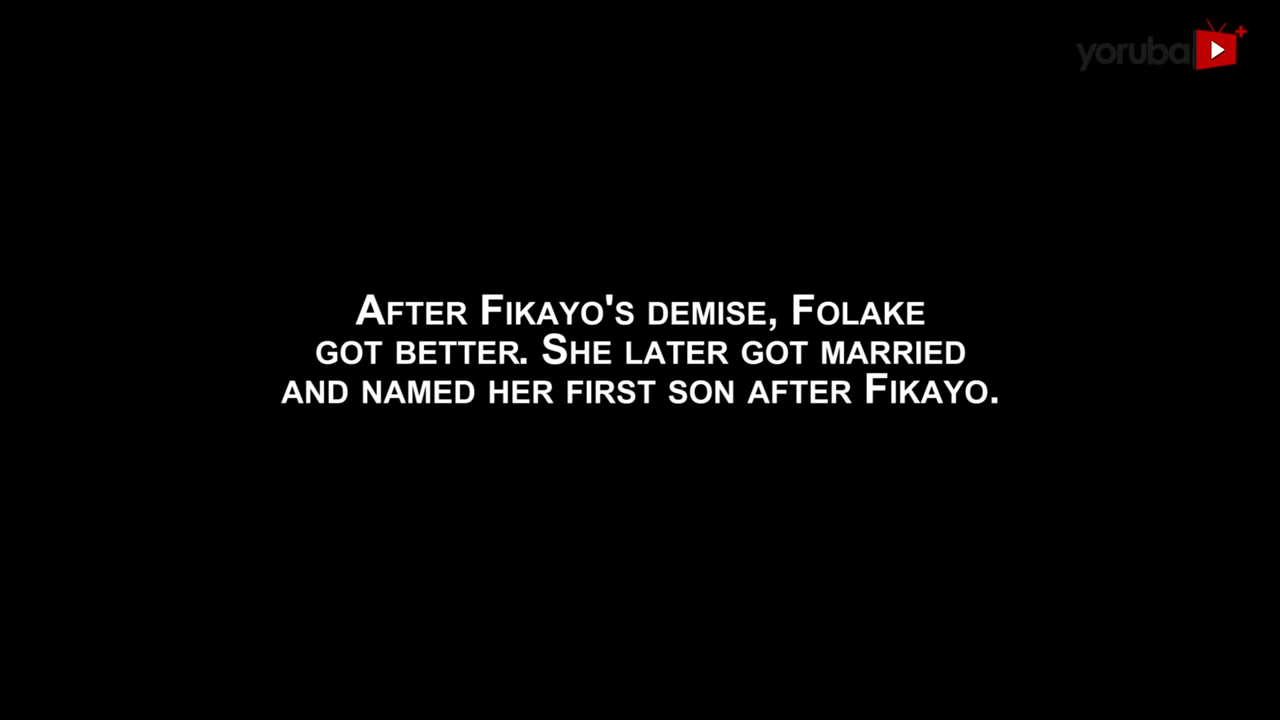 yoruba
After Fikayo's demise, Folake
got better. She later got married
and named her first son after Fikayo.